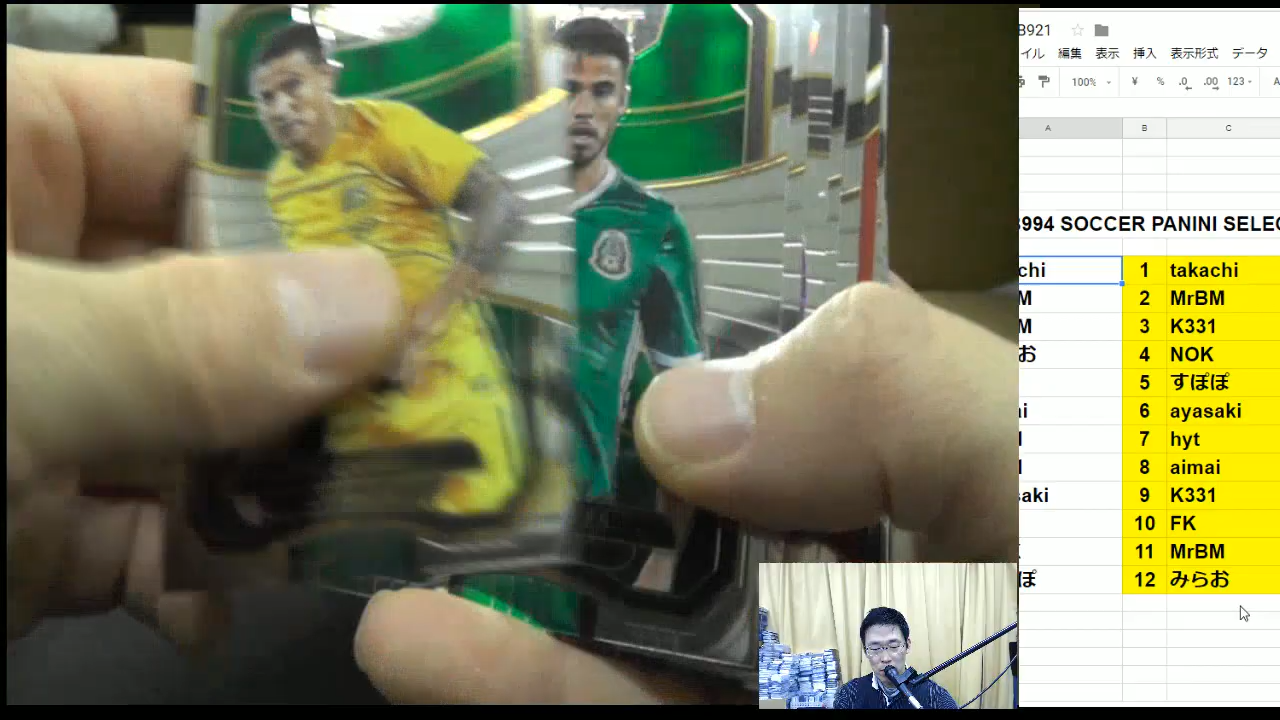 B921
イル 編集 表示 挿入 表示形式 データ
100% ¥ % .0 .00 123
A B C
994 SOCCER PANINI SELEC
chi 1 takachi
M 2 MrBM
M 3 K331
お 4 NOK
5 すぽぽ
ni 6 ayasaki
7 hyt
8 aimai
saki 9 K331
10 FK
11 MrBM
ぽ 12 みらお